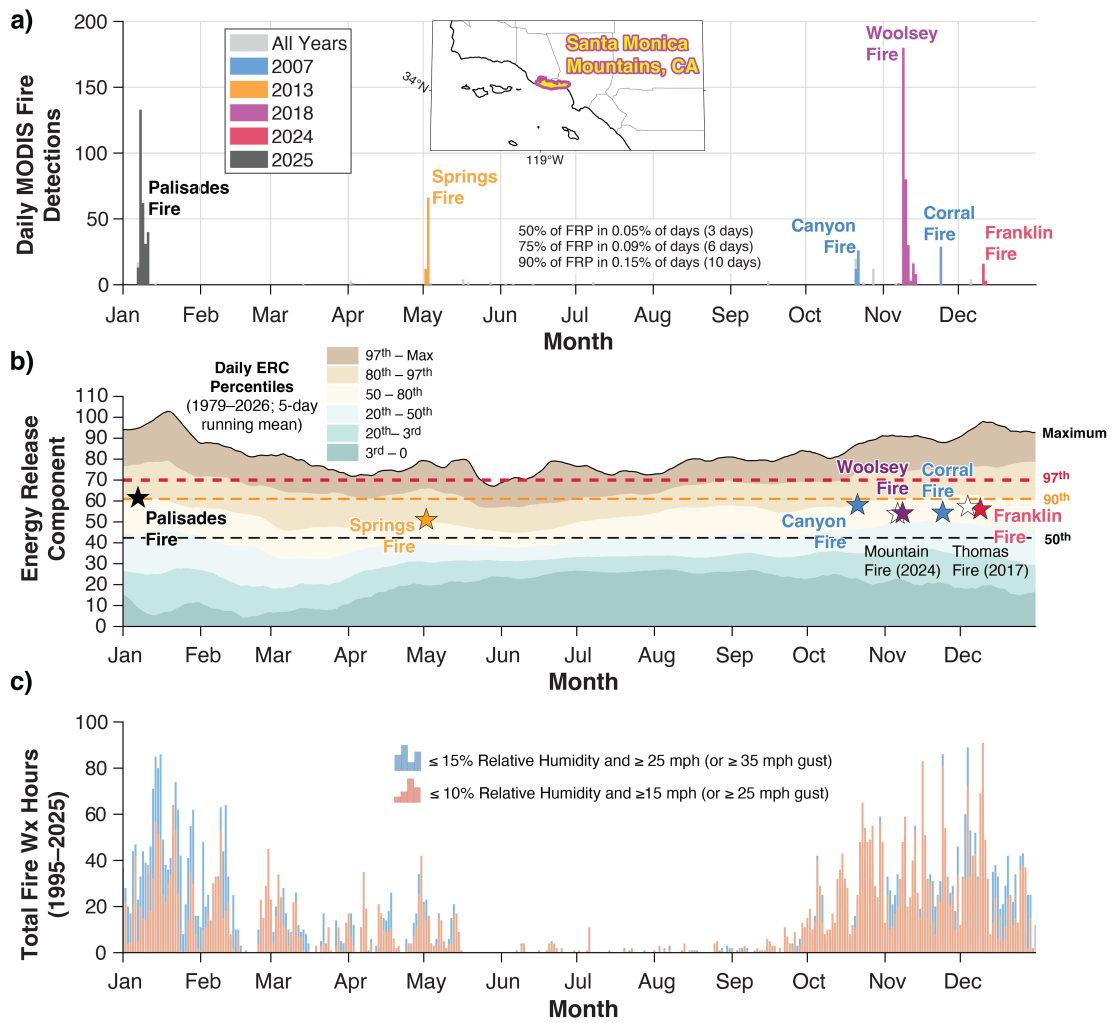 a)
200
150
100
50
0
Daily MODIS Fire
Detections
All Years
2007
2013
2018
2024
2025
34°N
119°W
Santa Monica
Mountains, CA
Woolsey
Fire
Palisades
Fire
Springs
Fire
50% of FRP in 0.05% of days (3 days)
75% of FRP in 0.09% of days (6 days)
90% of FRP in 0.15% of days (10 days)
Canyon
Fire
Corral
Fire
Franklin
Fire
Jan Feb Mar Apr May Jun Jul Aug Sep Oct Nov Dec
Month
b)
Daily ERC
Percentiles
(1979–2026; 5-day
running mean)
97th – Max
80th – 97th
50 – 80th
20th – 50th
20th– 3rd
3rd – 0
110
100
90
80
70
60
50
40
30
20
10
0
Energy Release
Component
Maximum
97th
90th
50th
Palisades
Fire
Springs
Fire
Woolsey
Fire
Corral
Fire
Canyon
Fire
Franklin
Fire
Mountain
Fire (2024)
Thomas
Fire (2017)
Jan Feb Mar Apr May Jun Jul Aug Sep Oct Nov Dec
Month
c)
100
80
60
40
20
0
Total Fire Wx Hours
(1995–2025)
≤ 15% Relative Humidity and ≥ 25 mph (or ≥ 35 mph gust)
≤ 10% Relative Humidity and ≥15 mph (or ≥ 25 mph gust)
Jan Feb Mar Apr May Jun Jul Aug Sep Oct Nov Dec
Month